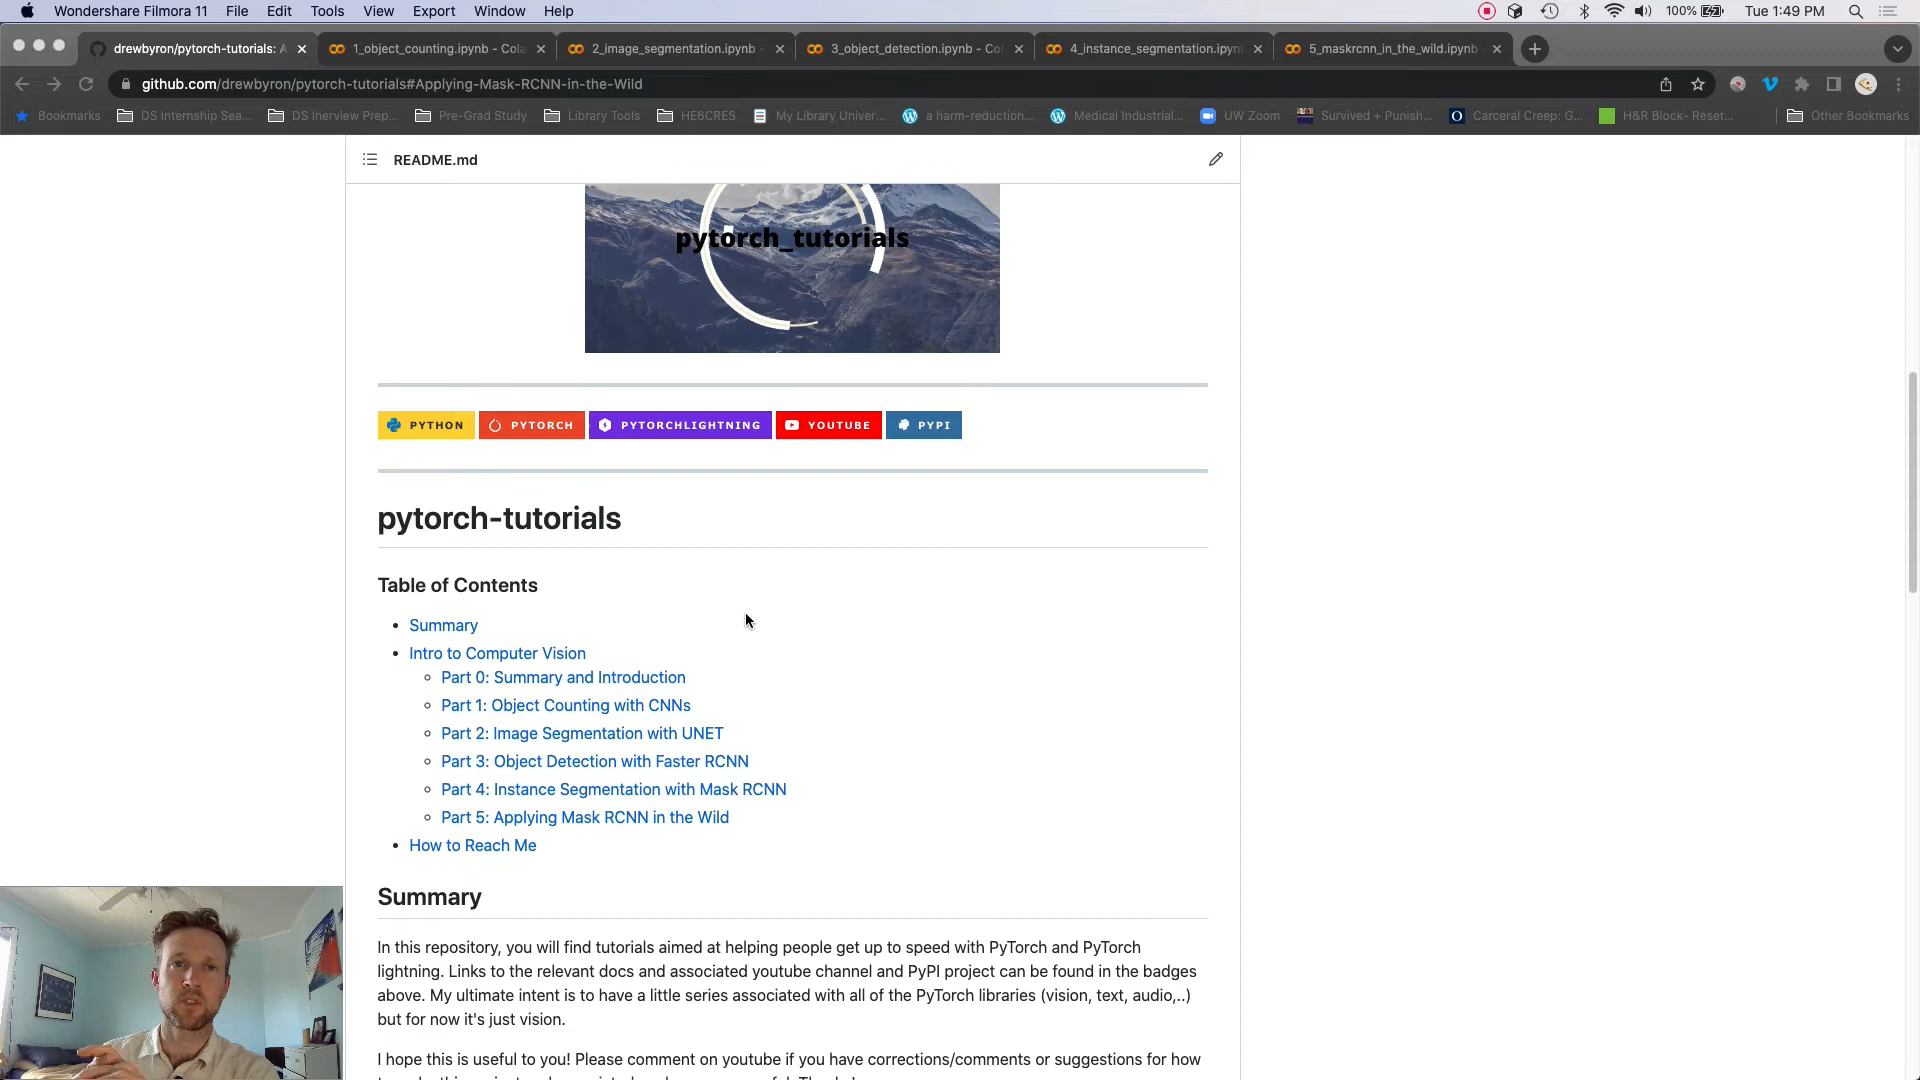 Wondershare Filmora 11 File Edit Tools View Export Window Help 100% Tue 1:49 PM
drewbyron/pytorch-tutorials: A 1_object_counting.ipynb - Cola 2_image_segmentation.ipynb - 3_object_detection.ipynb - Co 4_instance_segmentation.ipyn 5_maskrcnn_in_the_wild.ipynb
github.com/drewbyron/pytorch-tutorials#Applying-Mask-RCNN-in-the-Wild
Bookmarks DS Internship Sea... DS Inerview Prep... Pre-Grad Study Library Tools HE6CRES My Library Univer... a harm-reduction... Medical Industrial... UW Zoom Survived + Punish... Carceral Creep: G... H&R Block- Reset... Other Bookmarks
README.md
pytorch_tutorials
PYTHON PYTORCH PYTORCHLIGHTNING YOUTUBE PYPI
pytorch-tutorials
Table of Contents
• Summary
• Intro to Computer Vision
◦ Part 0: Summary and Introduction
◦ Part 1: Object Counting with CNNs
◦ Part 2: Image Segmentation with UNET
◦ Part 3: Object Detection with Faster RCNN
◦ Part 4: Instance Segmentation with Mask RCNN
◦ Part 5: Applying Mask RCNN in the Wild
• How to Reach Me
Summary
In this repository, you will find tutorials aimed at helping people get up to speed with PyTorch and PyTorch
lightning. Links to the relevant docs and associated youtube channel and PyPI project can be found in the badges
above. My ultimate intent is to have a little series associated with all of the PyTorch libraries (vision, text, audio,..)
but for now it's just vision.
I hope this is useful to you! Please comment on youtube if you have corrections/comments or suggestions for how